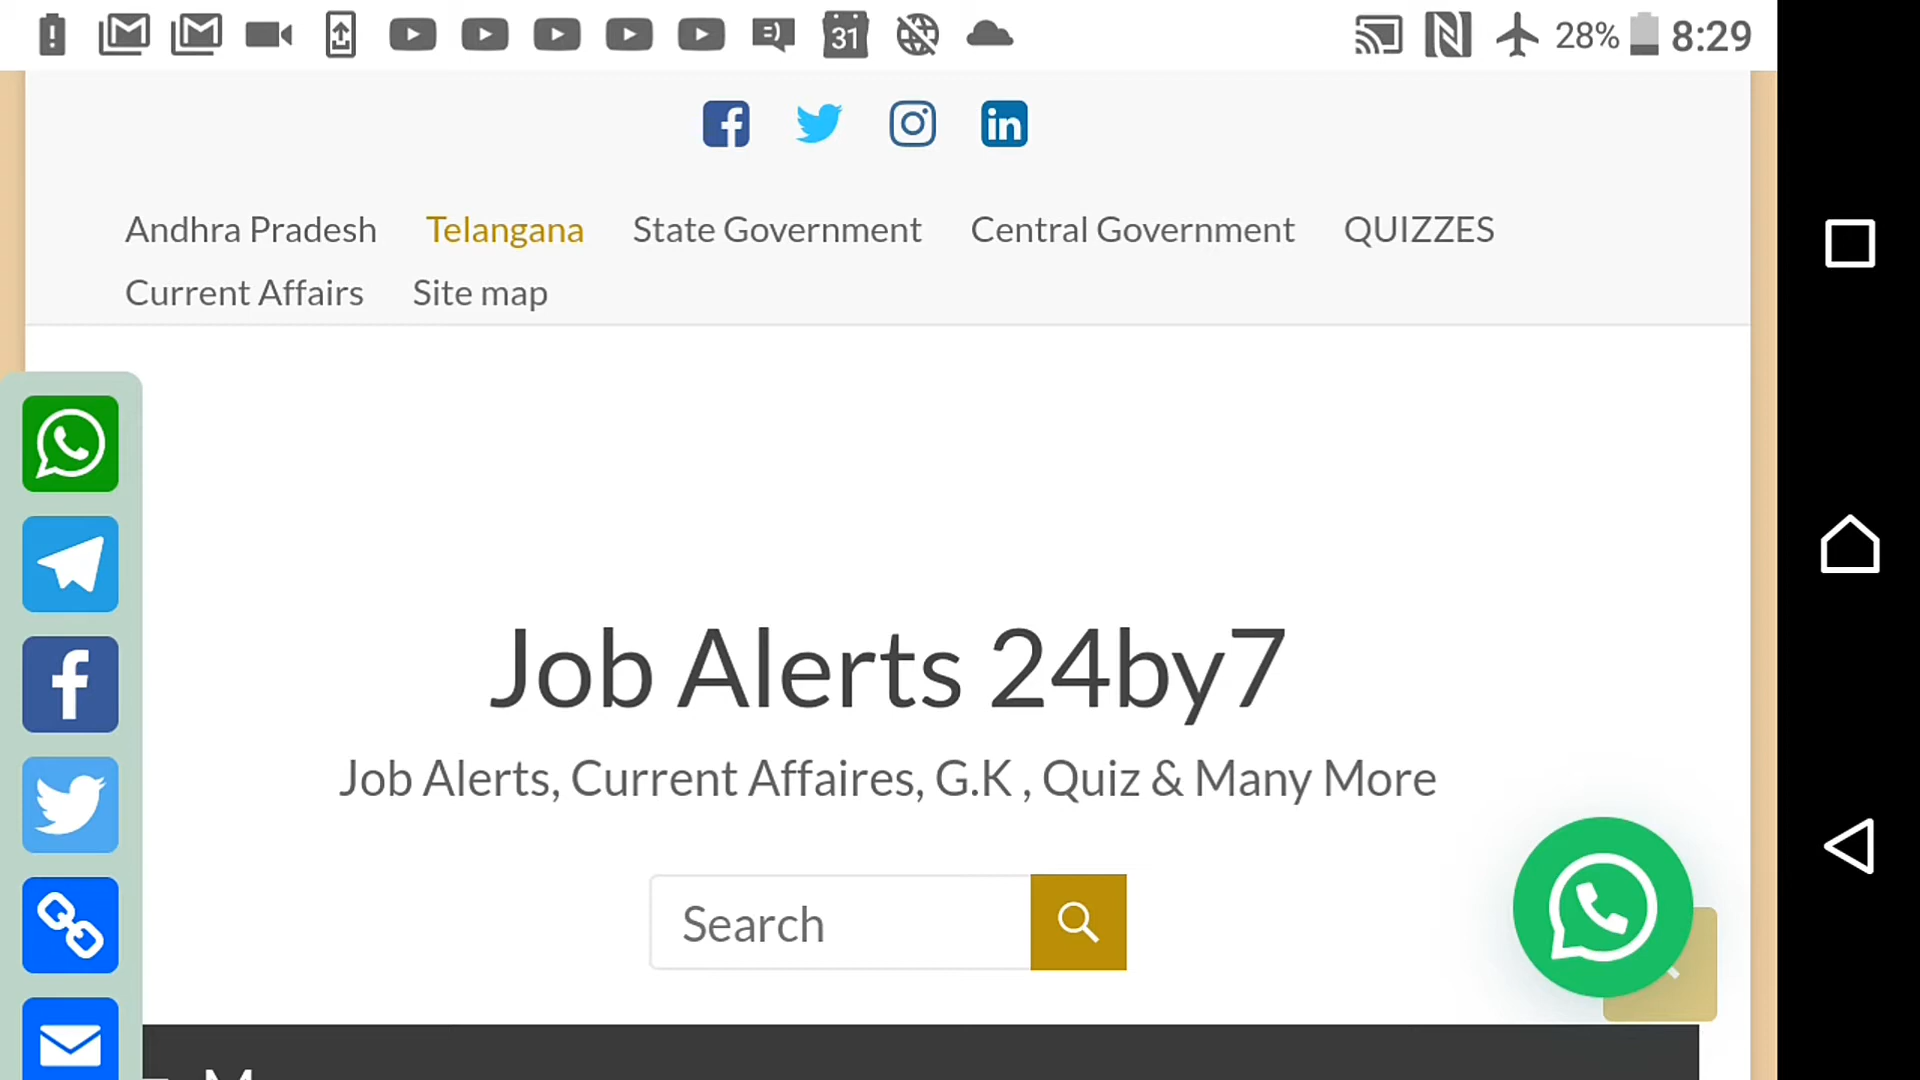 31 28% 8:29
Andhra Pradesh Telangana State Government Central Government QUIZZES
Current Affairs Site map
Job Alerts 24by7
Job Alerts, Current Affaires, G.K , Quiz & Many More
Search